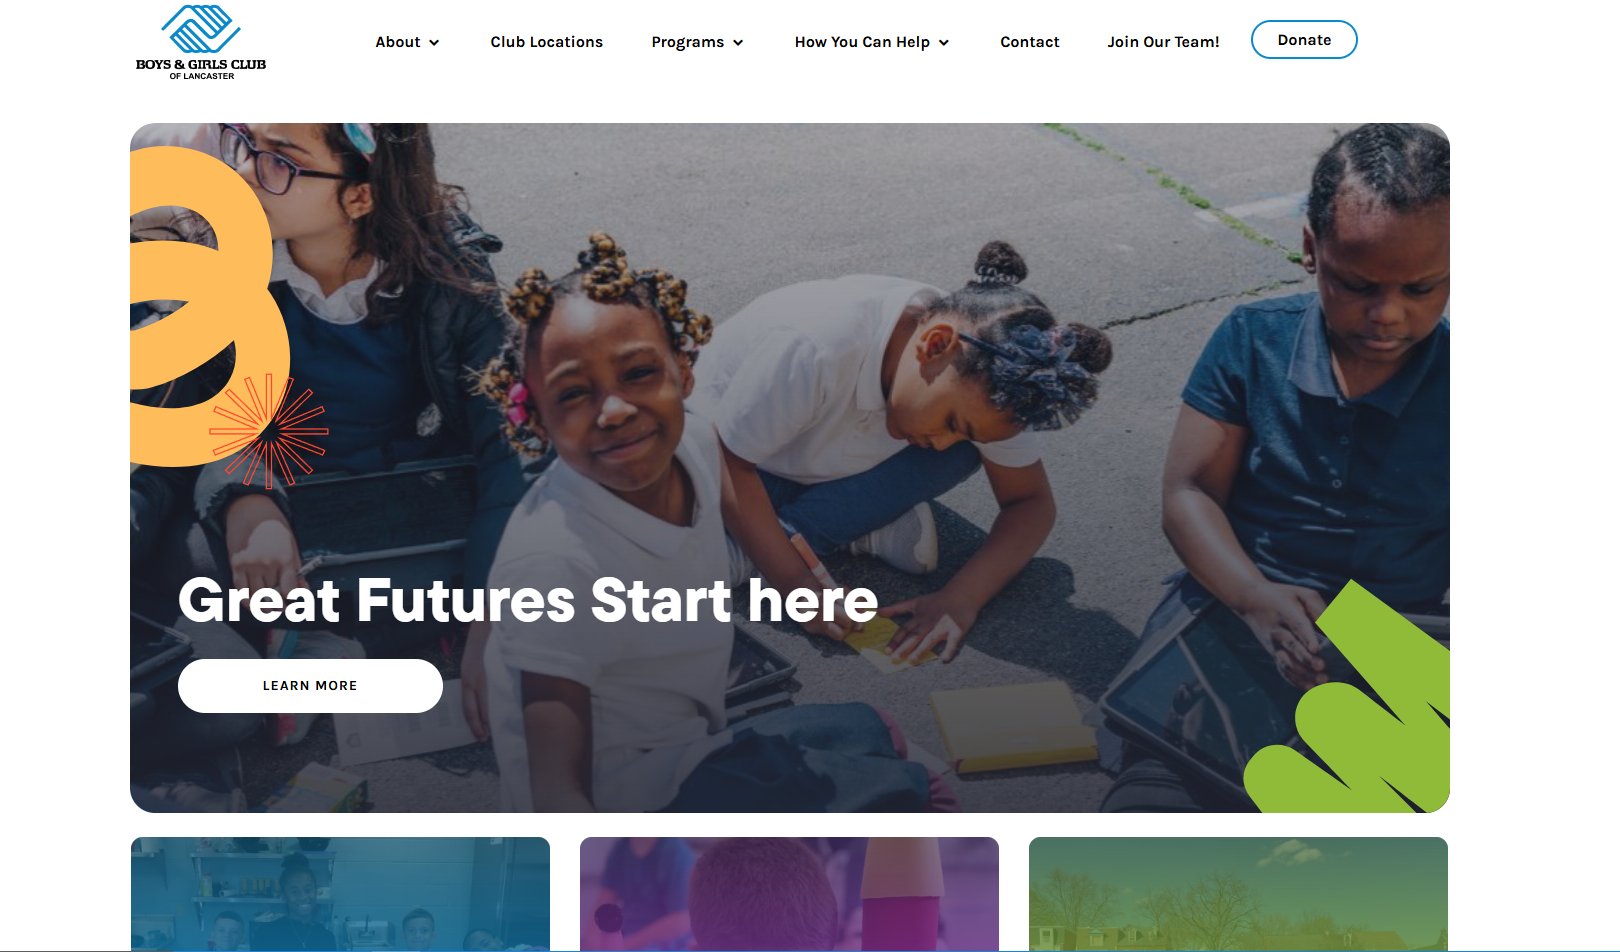 BOYS & GIRLS CLUB
OF LANCASTER
About
Club Locations
Programs
How You Can Help
Contact
Join Our Team!
Donate
Great Futures Start here
LEARN MORE